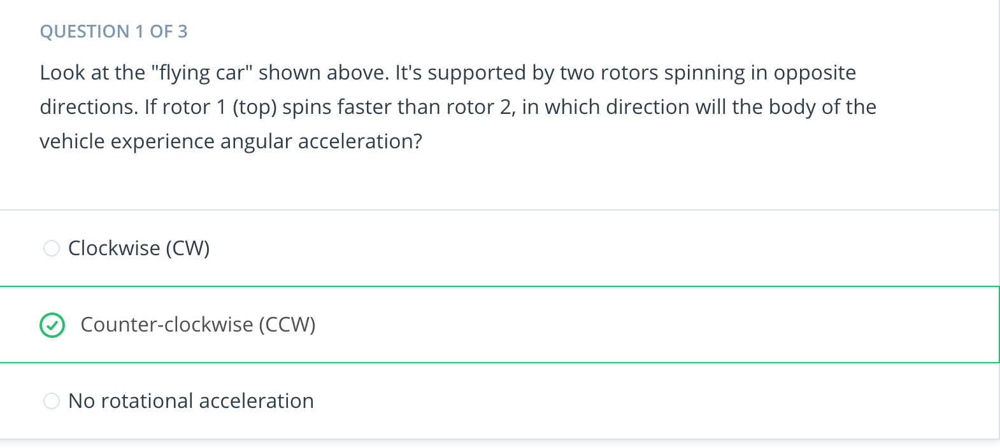 QUESTION 1 OF 3
Look at the "flying car" shown above. It's supported by two rotors spinning in opposite
directions. If rotor 1 (top) spins faster than rotor 2, in which direction will the body of the
vehicle experience angular acceleration?
Clockwise (CW)
Counter-clockwise (CCW)
No rotational acceleration